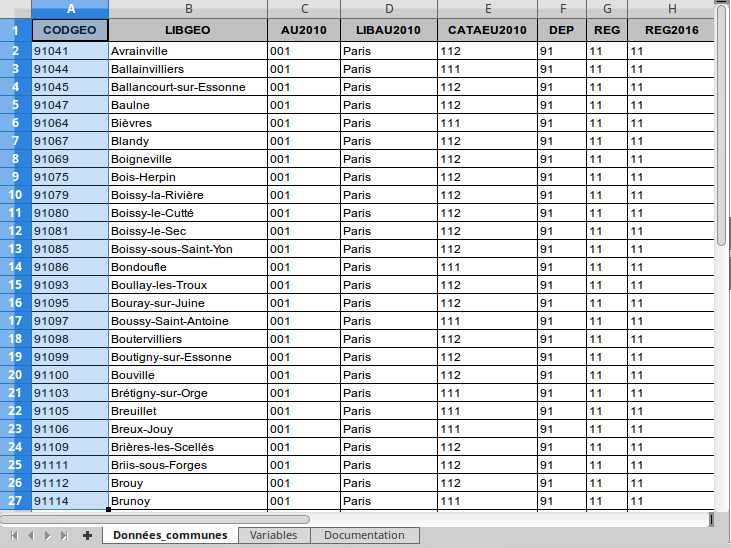 A B C D E F G H
1 CODGEO LIBGEO AU2010 LIBAU2010 CATAEU2010 DEP REG REG2016
2 91041 Avrainville 001 Paris 112 91 11 11
3 91044 Ballainvilliers 001 Paris 111 91 11 11
4 91045 Ballancourt-sur-Essonne 001 Paris 112 91 11 11
5 91047 Baulne 001 Paris 112 91 11 11
6 91064 Bièvres 001 Paris 111 91 11 11
7 91067 Blandy 001 Paris 112 91 11 11
8 91069 Boigneville 001 Paris 112 91 11 11
9 91075 Bois-Herpin 001 Paris 112 91 11 11
10 91079 Boissy-la-Rivière 001 Paris 112 91 11 11
11 91080 Boissy-le-Cutté 001 Paris 112 91 11 11
12 91081 Boissy-le-Sec 001 Paris 112 91 11 11
13 91085 Boissy-sous-Saint-Yon 001 Paris 112 91 11 11
14 91086 Bondoufle 001 Paris 111 91 11 11
15 91093 Boullay-les-Troux 001 Paris 112 91 11 11
16 91095 Bouray-sur-Juine 001 Paris 112 91 11 11
17 91097 Boussy-Saint-Antoine 001 Paris 111 91 11 11
18 91098 Boutervilliers 001 Paris 112 91 11 11
19 91099 Boutigny-sur-Essonne 001 Paris 112 91 11 11
20 91100 Bouville 001 Paris 112 91 11 11
21 91103 Brétigny-sur-Orge 001 Paris 111 91 11 11
22 91105 Breuillet 001 Paris 111 91 11 11
23 91106 Breux-Jouy 001 Paris 111 91 11 11
24 91109 Brières-les-Scellés 001 Paris 112 91 11 11
25 91111 Briis-sous-Forges 001 Paris 112 91 11 11
26 91112 Brouy 001 Paris 112 91 11 11
27 91114 Brunoy 001 Paris 111 91 11 11
Données_communes Variables Documentation